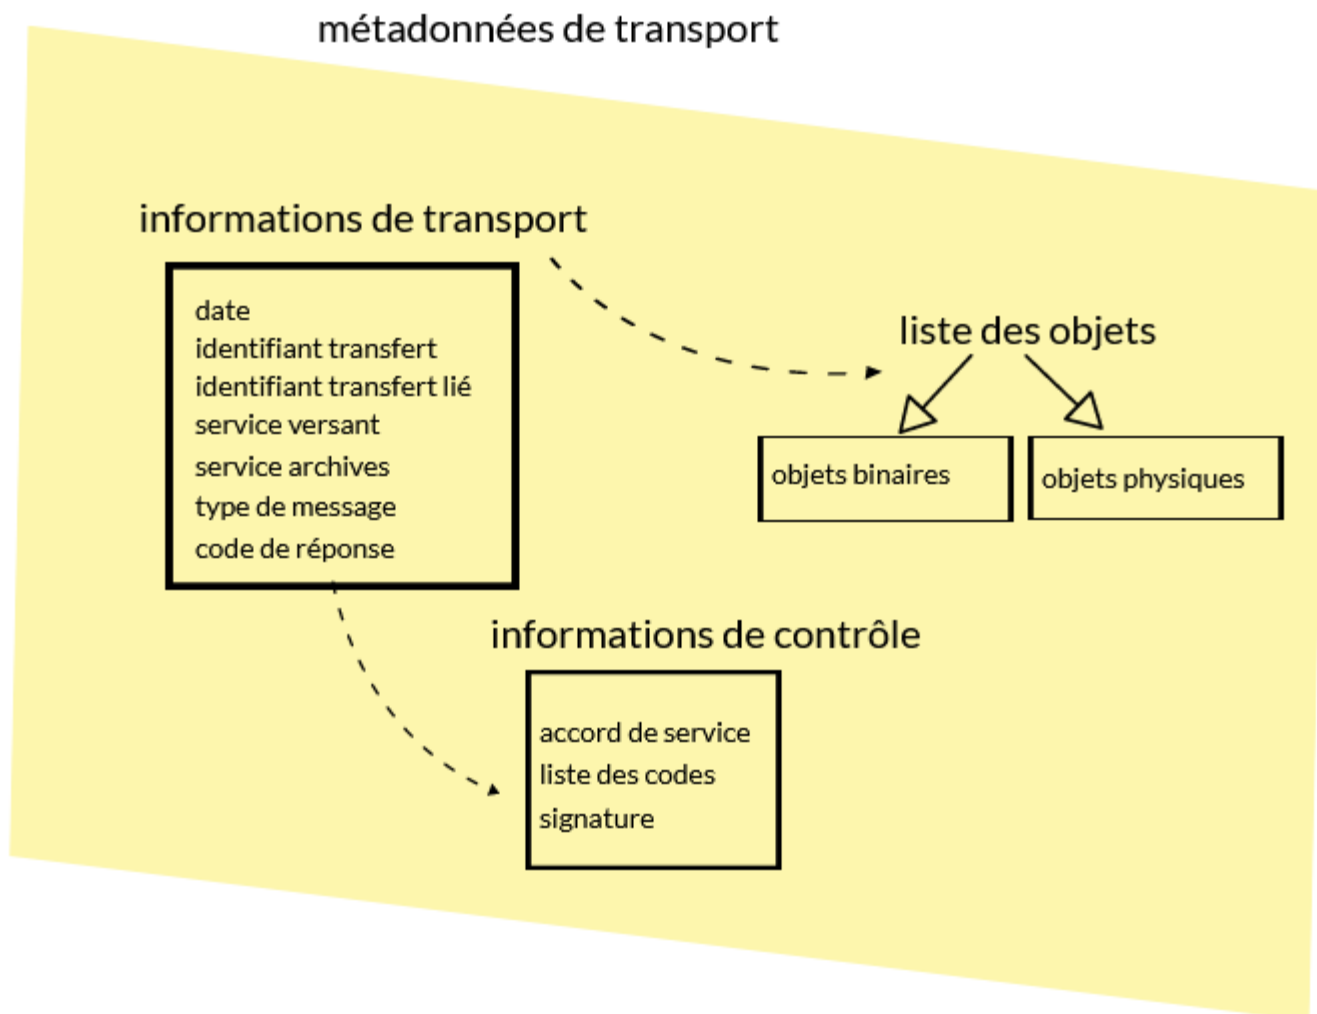 métadonnées de transport
informations de transport
date
identifiant transfert
identifiant transfert lié
service versant
service archives
type de message
code de réponse
liste des objets
objets binaires
objets physiques
informations de contrôle
accord de service
liste des codes
signature